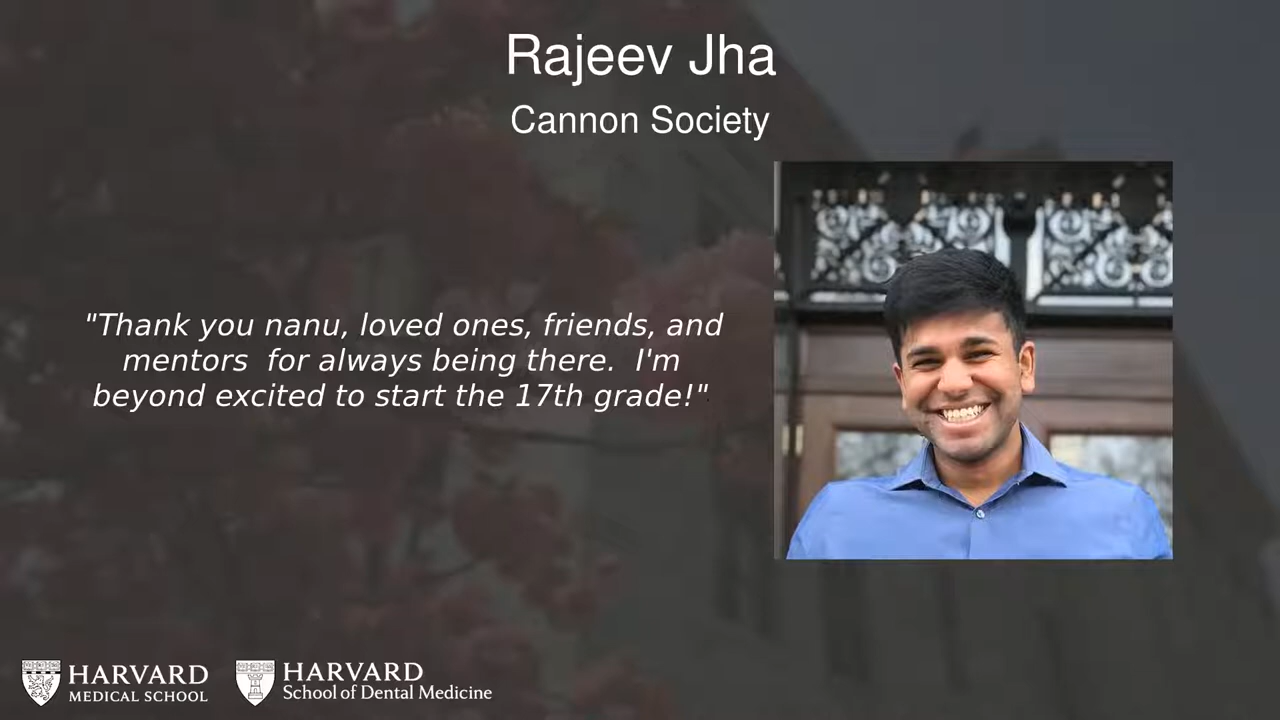 Rajeev Jha
Cannon Society
"Thank you nanu, loved ones, friends, and
mentors  for always being there.  I'm
beyond excited to start the 17th grade!"
HARVARD
MEDICAL SCHOOL
HARVARD
School of Dental Medicine